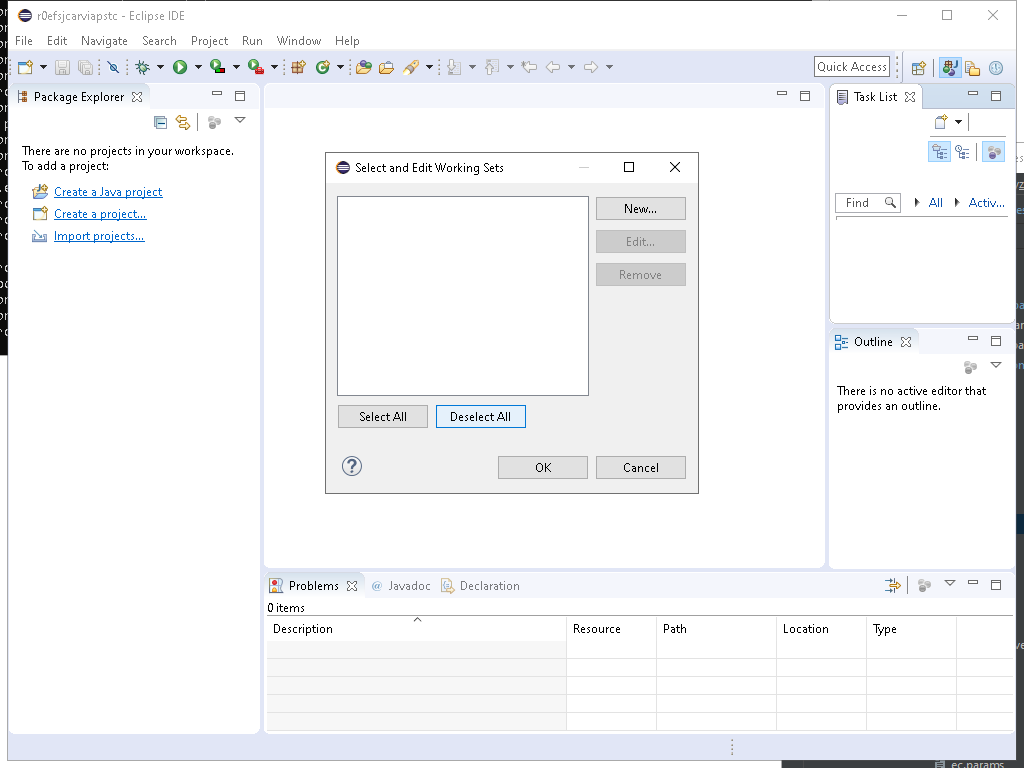 r0efsjcarviapstc - Eclipse IDE
File Edit Navigate Search Project Run Window Help
Quick Access
Package Explorer
Task List
There are no projects in your workspace.
To add a project:
Create a Java project
Create a project...
Import projects...
Select and Edit Working Sets
New...
Edit...
Remove
Select All Deselect All
OK Cancel
Find All Activ...
Outline
There is no active editor that
provides an outline.
Problems @ Javadoc Declaration
0 items
Description Resource Path Location Type
ec.params